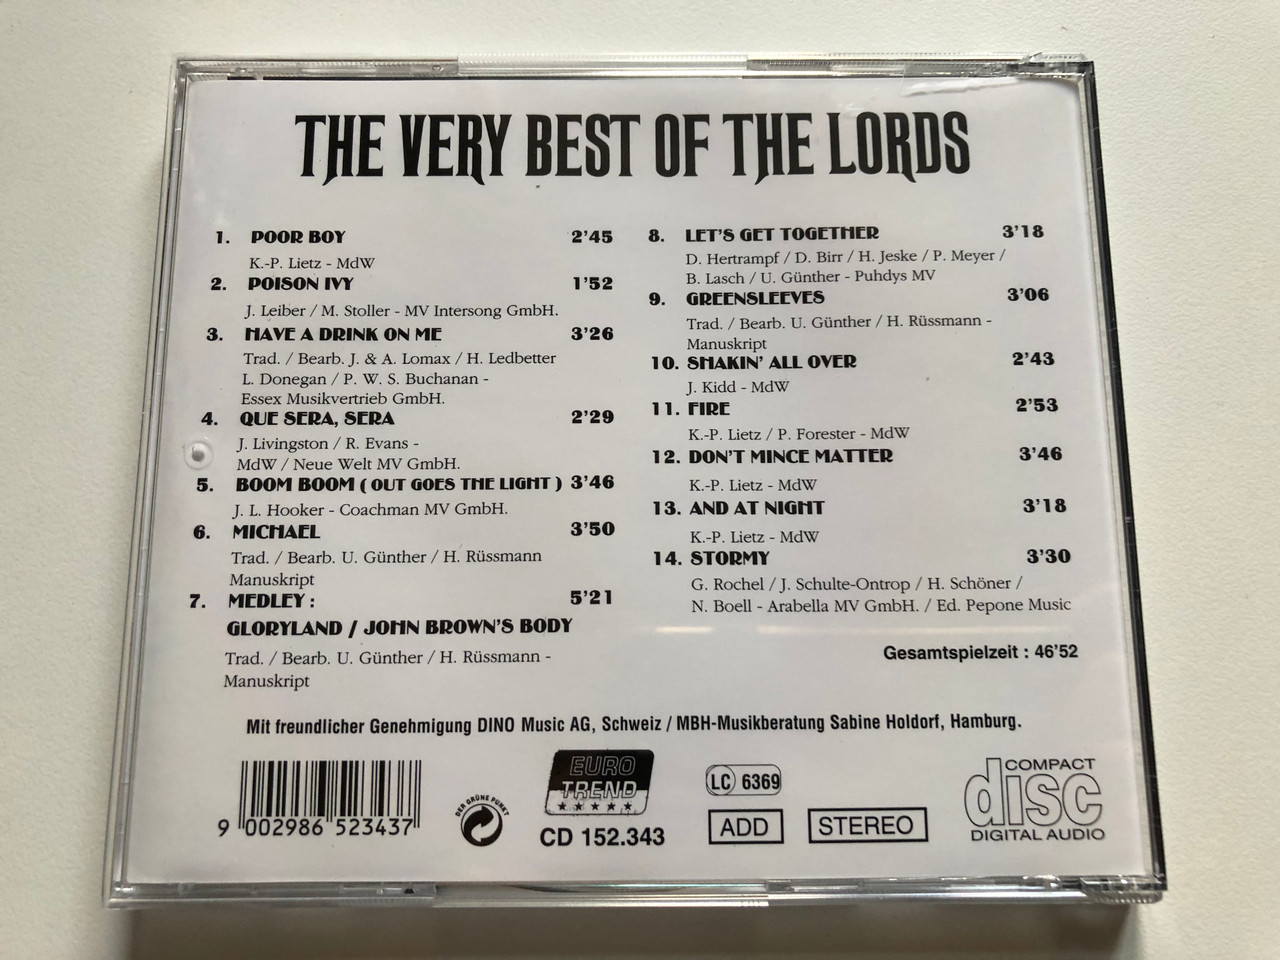 THE VERY BEST OF THE LORDS
1. POOR BOY 2'45
K.-P. Lietz - MdW
2. POISON IVY 1'52
J. Leiber / M. Stoller - MV Intersong GmbH.
3. HAVE A DRINK ON ME 3'26
Trad. / Bearb. J. & A. Lomax / H. Ledbetter
L. Donegan / P. W. S. Buchanan -
Essex Musikvertrieb GmbH.
4. QUE SERA, SERA 2'29
J. Livingston / R. Evans -
MdW / Neue Welt MV GmbH.
5. BOOM BOOM ( OUT GOES THE LIGHT ) 3'46
J. L. Hooker - Coachman MV GmbH.
6. MICHAEL 3'50
Trad. / Bearb. U. Günther / H. Rüssmann
Manuskript
7. MEDLEY : 5'21
GLORYLAND / JOHN BROWN'S BODY
Trad. / Bearb. U. Günther / H. Rüssmann -
Manuskript
8. LET'S GET TOGETHER 3'18
D. Hertrampf / D. Birr / H. Jeske / P. Meyer /
B. Lasch / U. Günther - Puhdys MV
9. GREENSLEEVES 3'06
Trad. / Bearb. U. Günther / H. Rüssmann -
Manuskript
10. SHAKIN' ALL OVER 2'43
J. Kidd - MdW
11. FIRE 2'53
K.-P. Lietz / P. Forester - MdW
12. DON'T MINCE MATTER 3'46
K.-P. Lietz - MdW
13. AND AT NIGHT 3'18
K.-P. Lietz - MdW
14. STORMY 3'30
G. Rochel / J. Schulte-Ontrop / H. Schöner /
N. Boell - Arabella MV GmbH. / Ed. Pepone Music
Gesamtspielzeit : 46'52
Mit freundlicher Genehmigung DINO Music AG, Schweiz / MBH-Musikberatung Sabine Holdorf, Hamburg.
9 002986 523437
DER GRÜNE PUNKT
EURO
TREND
CD 152.343
LC 6369
ADD
STEREO
COMPACT
disc
DIGITAL AUDIO